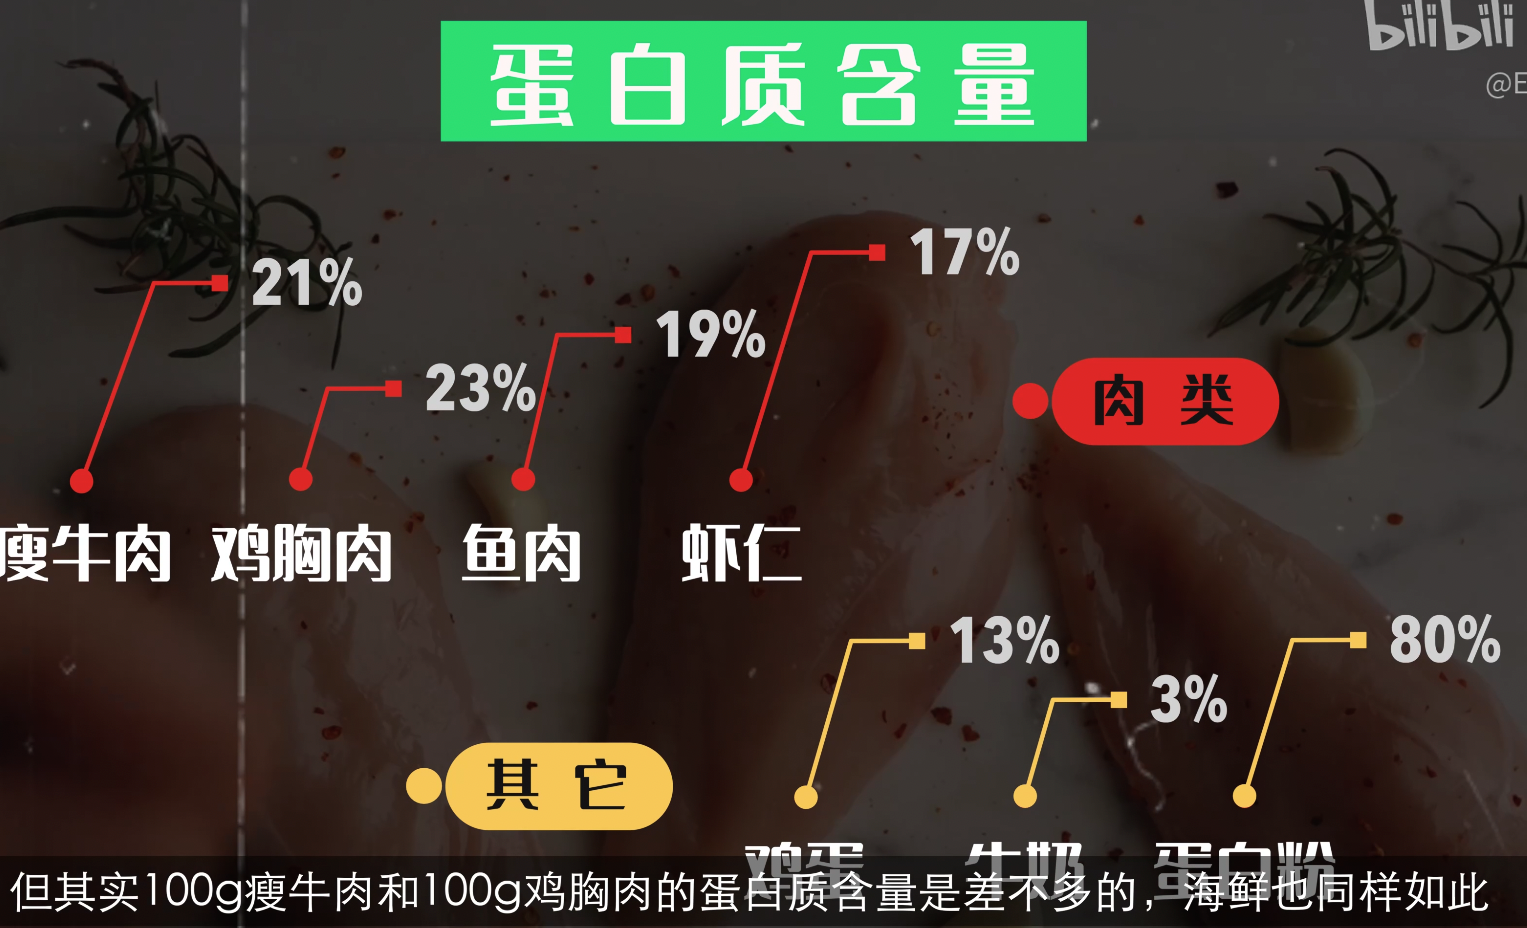 bilibili
蛋白质含量
@E
17%
21%
19%
23%
肉类
瘦牛肉 鸡胸肉 鱼肉 虾仁
13%
80%
3%
其它
鸡蛋 牛奶 蛋白粉
但其实100g瘦牛肉和100g鸡胸肉的蛋白质含量是差不多的，海鲜也同样如此